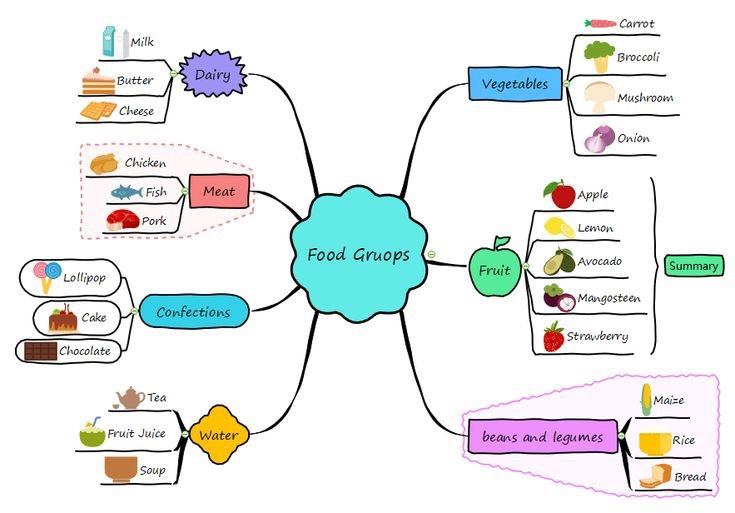 Food Gruops
Dairy
Milk
Butter
Cheese
Meat
Chicken
Fish
Pork
Confections
Lollipop
Cake
Chocolate
Water
Tea
Fruit Juice
Soup
Vegetables
Carrot
Broccoli
Mushroom
Onion
Fruit
Apple
Lemon
Avocado
Mangosteen
Strawberry
Summary
beans and legumes
Maize
Rice
Bread